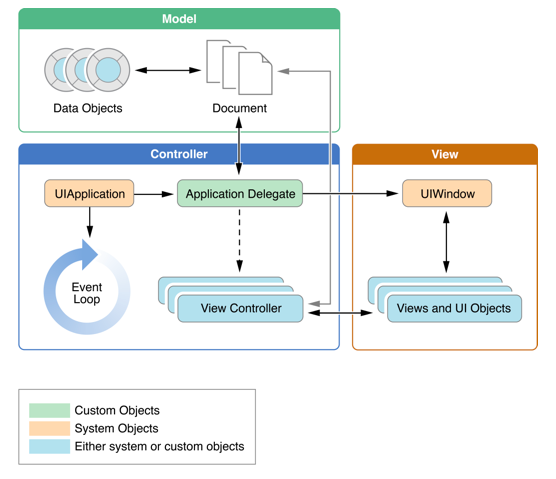 Model
Data Objects
Document
Controller
View
UIApplication
Application Delegate
UIWindow
Event
Loop
View Controller
Views and UI Objects
Custom Objects
System Objects
Either system or custom objects